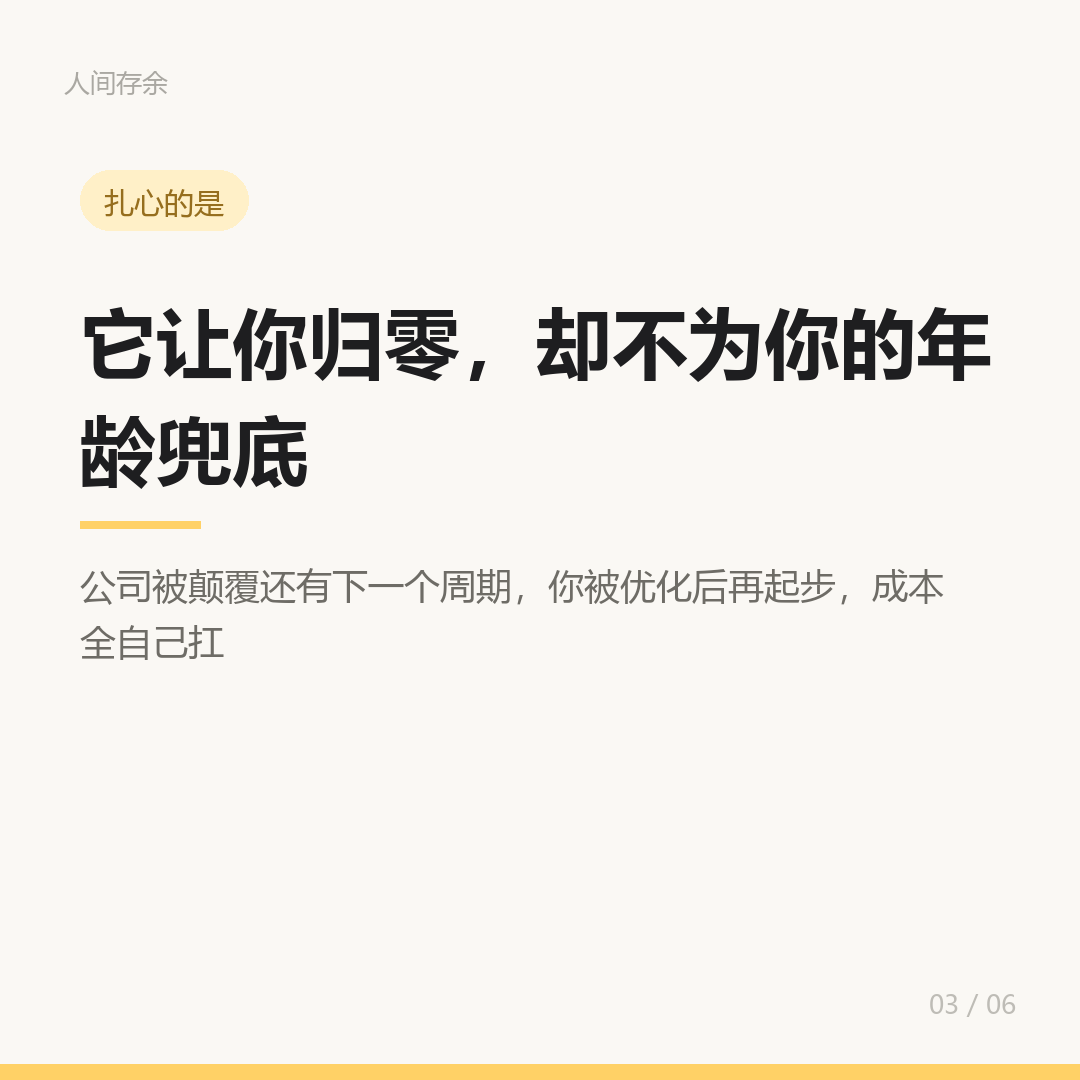 人间存余
扎心的是
它让你归零，却不为你的年
龄兜底
公司被颠覆还有下一个周期，你被优化后再起步，成本
全自己扛
03 / 06